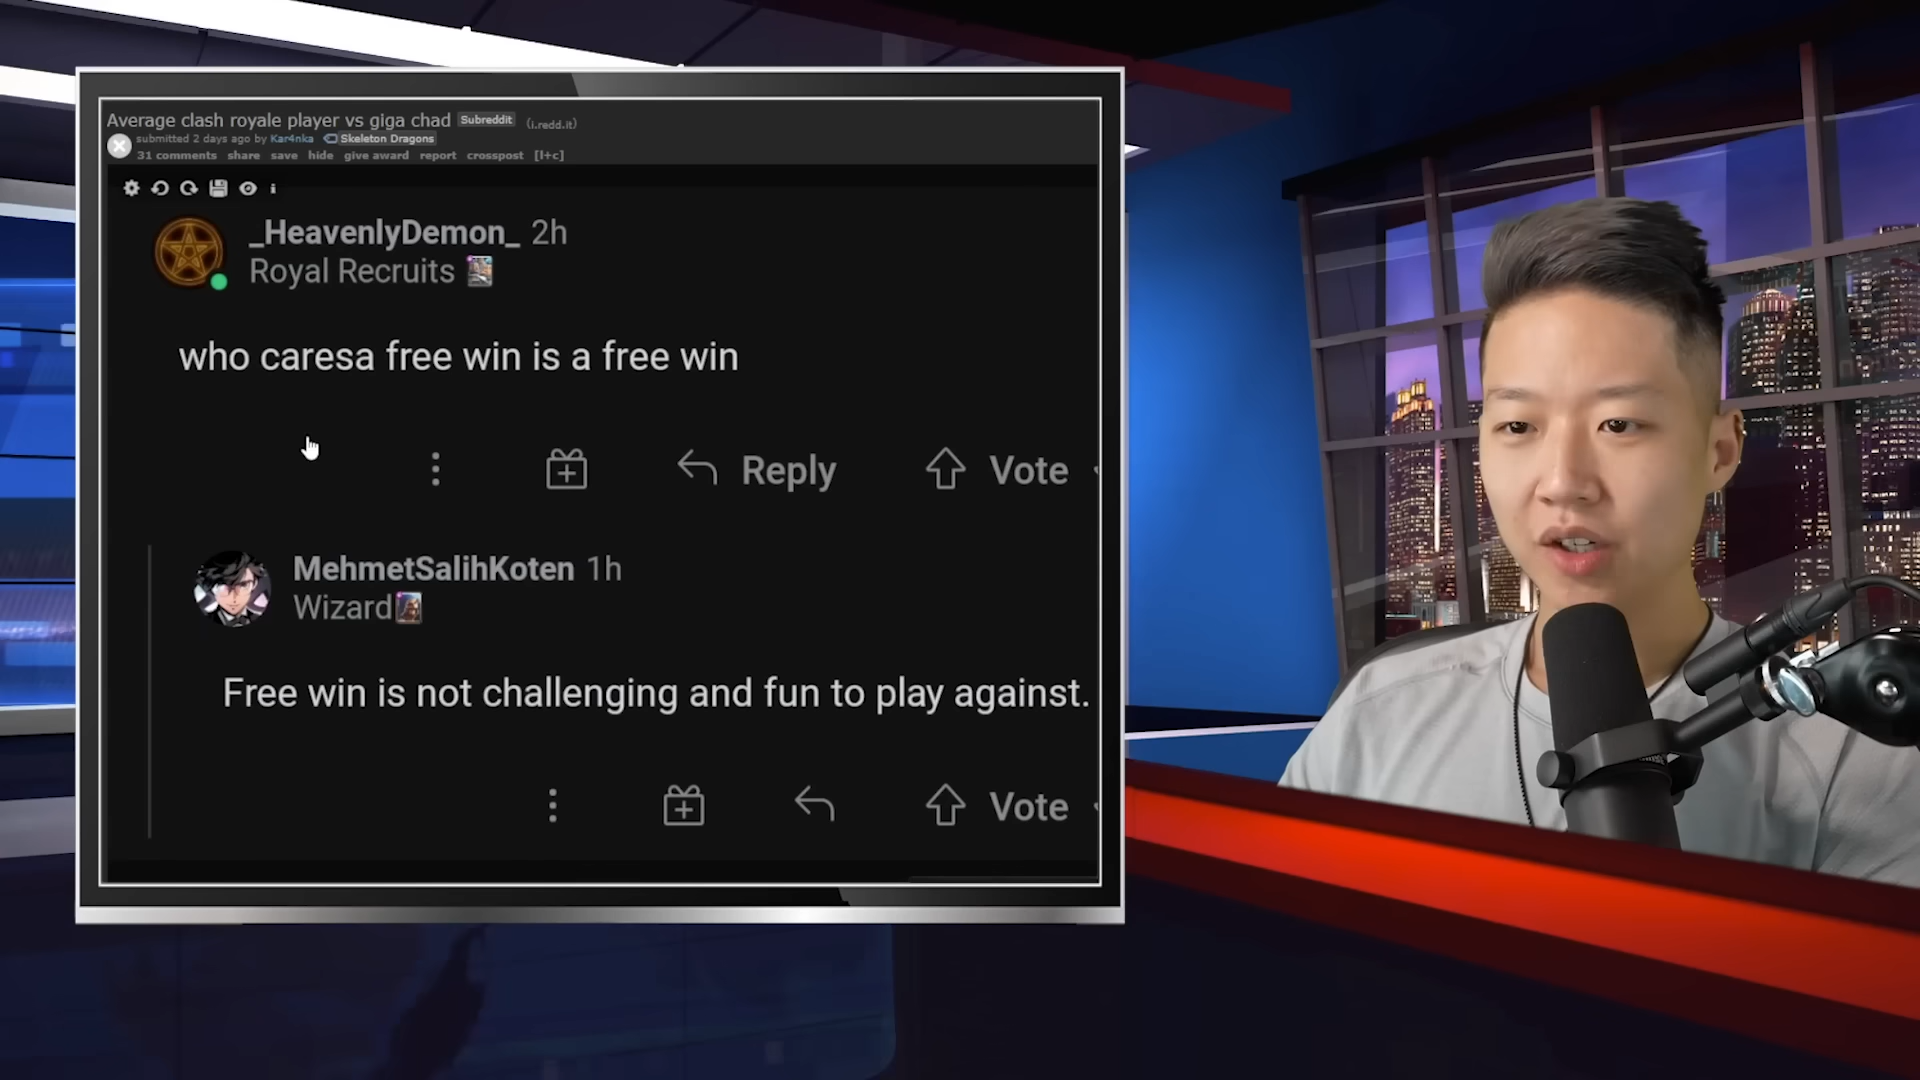 Average clash royale player vs giga chad Subreddit (i.redd.it)
submitted 2 days ago by Kar4nka Skeleton Dragons
31 comments share save hide give award report crosspost [l+c]
_HeavenlyDemon_ 2h
Royal Recruits
who caresa free win is a free win
Reply Vote
MehmetSalihKoten 1h
Wizard
Free win is not challenging and fun to play against.
Vote